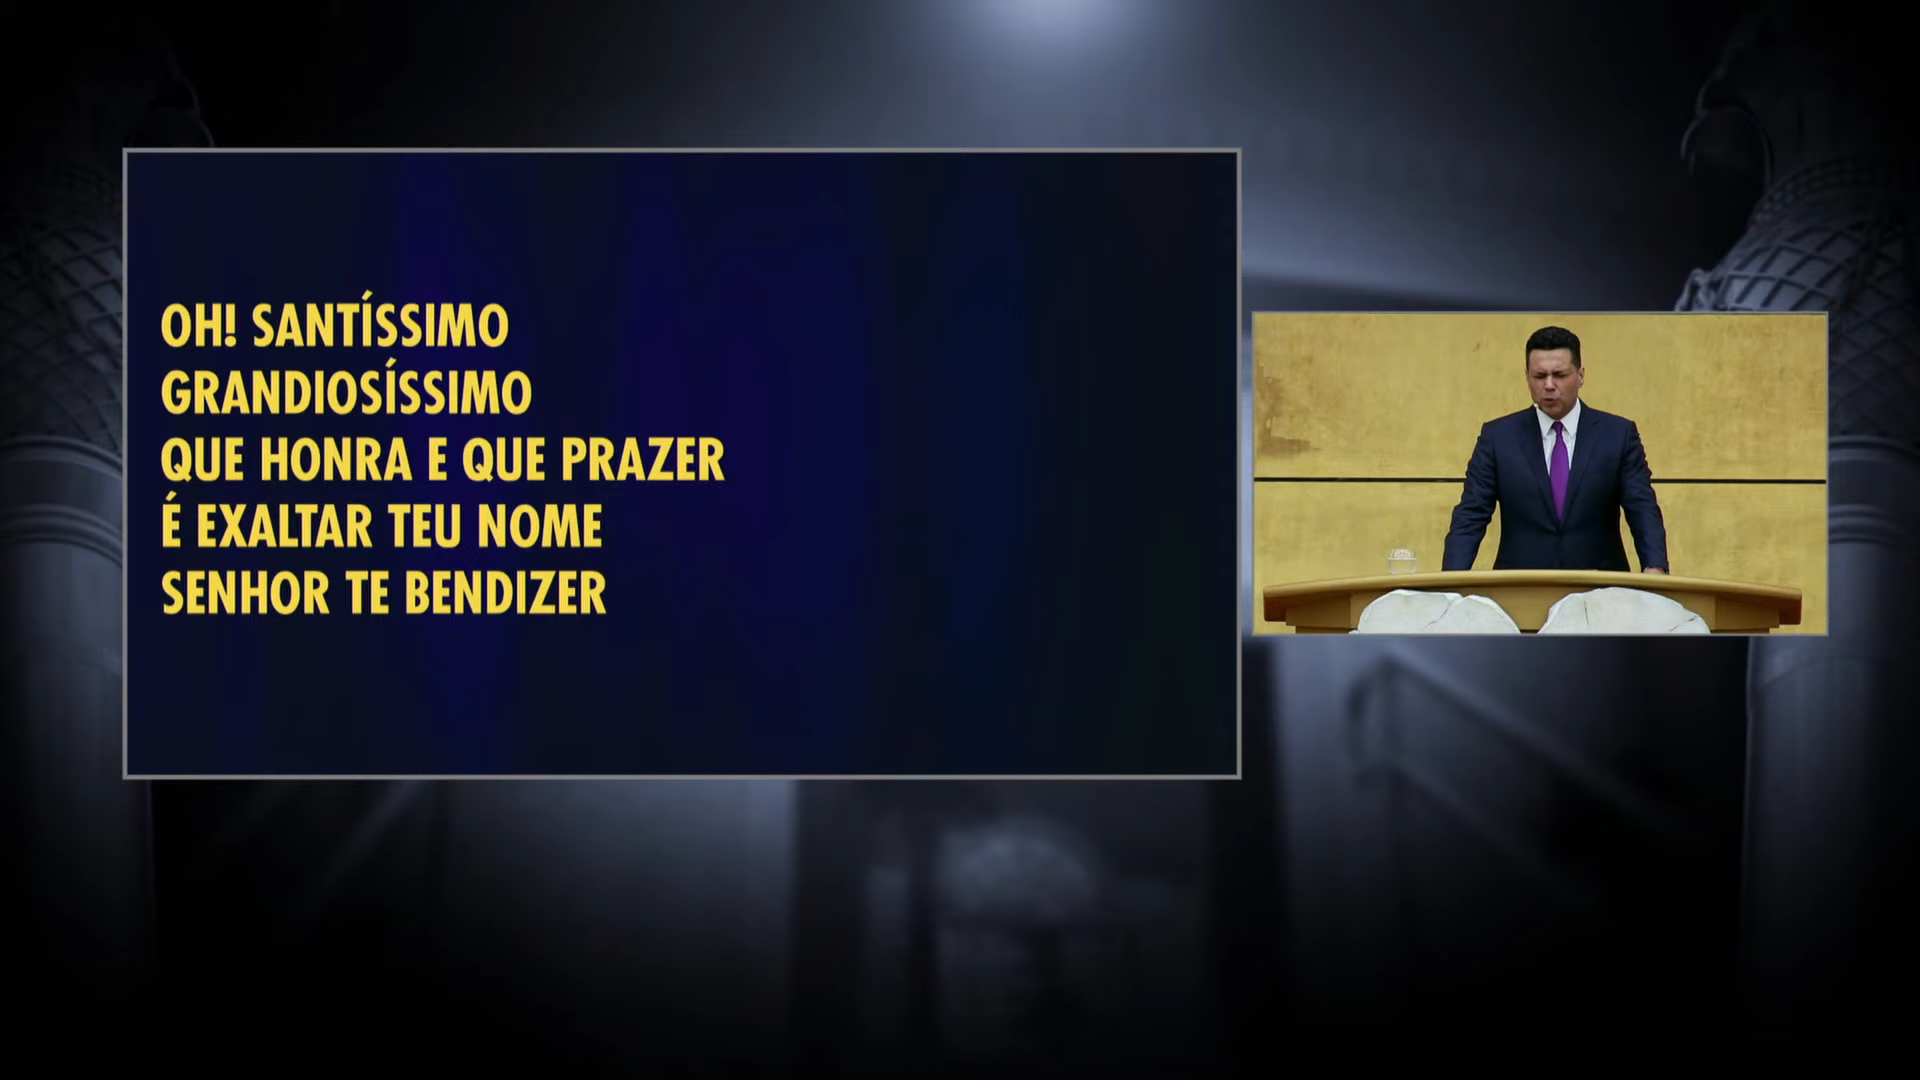 OH! SANTÍSSIMO
GRANDIOSÍSSIMO
QUE HONRA E QUE PRAZER
É EXALTAR TEU NOME
SENHOR TE BENDIZER